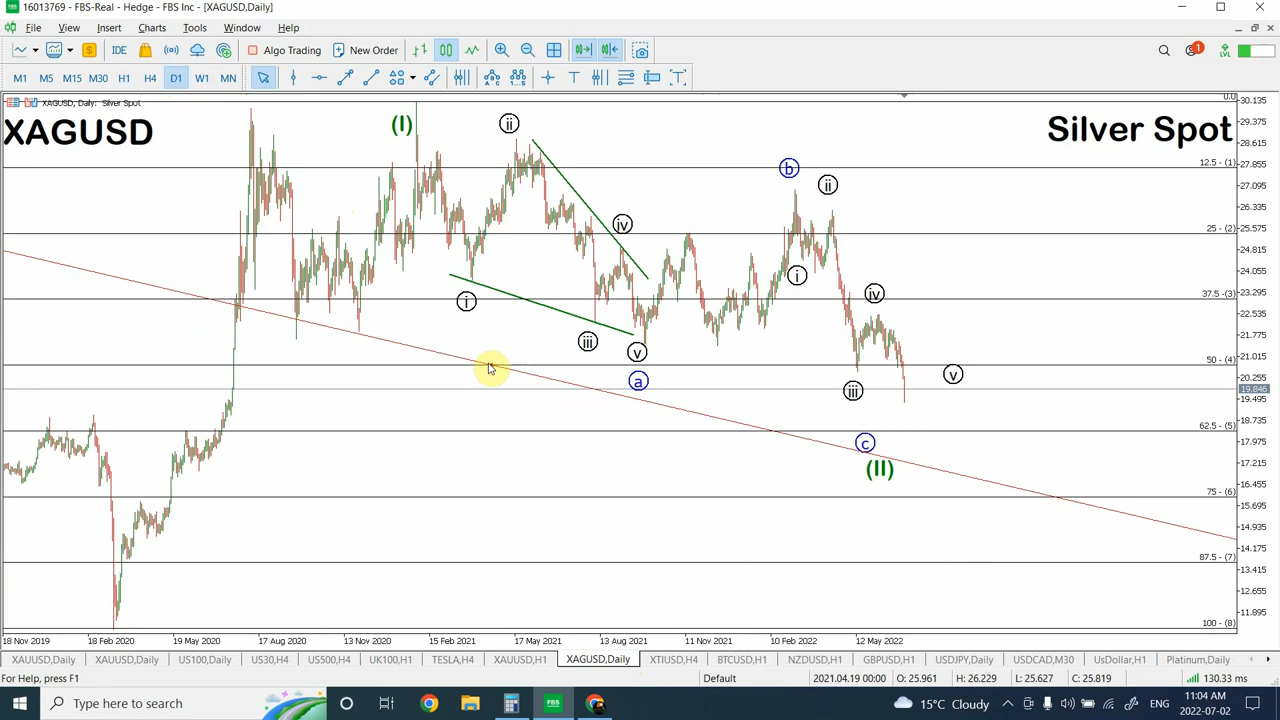 16013769 - FBS-Real - Hedge - FBS Inc - [XAGUSD,Daily]
File View Insert Charts Tools Window Help
IDE Algo Trading New Order 1 LVL
M1 M5 M15 M30 H1 H4 D1 W1 MN
XAGUSD, Daily: Silver Spot
XAGUSD
Silver Spot
(I)
ii
b
ii
iv
i
i
iv
iii
v
a
iii
v
c
(II)
0.0
12.5 - (1)
25 - (2)
37.5 -(3)
50 - (4)
62.5 - (5)
75 - (6)
87.5 - (7)
100 - (8)
30.135
29.375
28.615
27.855
27.095
26.335
25.575
24.815
24.055
23.295
22.535
21.775
21.015
20.255
19.846
19.495
18.735
17.975
17.215
16.455
15.695
14.935
14.175
13.415
12.655
11.895
18 Nov 2019 18 Feb 2020 19 May 2020 17 Aug 2020 13 Nov 2020 15 Feb 2021 17 May 2021 13 Aug 2021 11 Nov 2021 10 Feb 2022 12 May 2022
XAUUSD,Daily XAUUSD,Daily US100,Daily US30,H4 US500,H4 UK100,H1 TESLA,H4 XAUUSD,H1 XAGUSD,Daily XTIUSD,H4 BTCUSD,H1 NZDUSD,H1 GBPUSD,H1 USDJPY,Daily USDCAD,M30 UsDollar,H1 Platinum,Daily
For Help, press F1 Default 2021.04.19 00:00 O: 25.961 H: 26.229 L: 25.627 C: 25.819 130.33 ms
Type here to search FBS 15°C Cloudy ENG 11:04 AM
2022-07-02